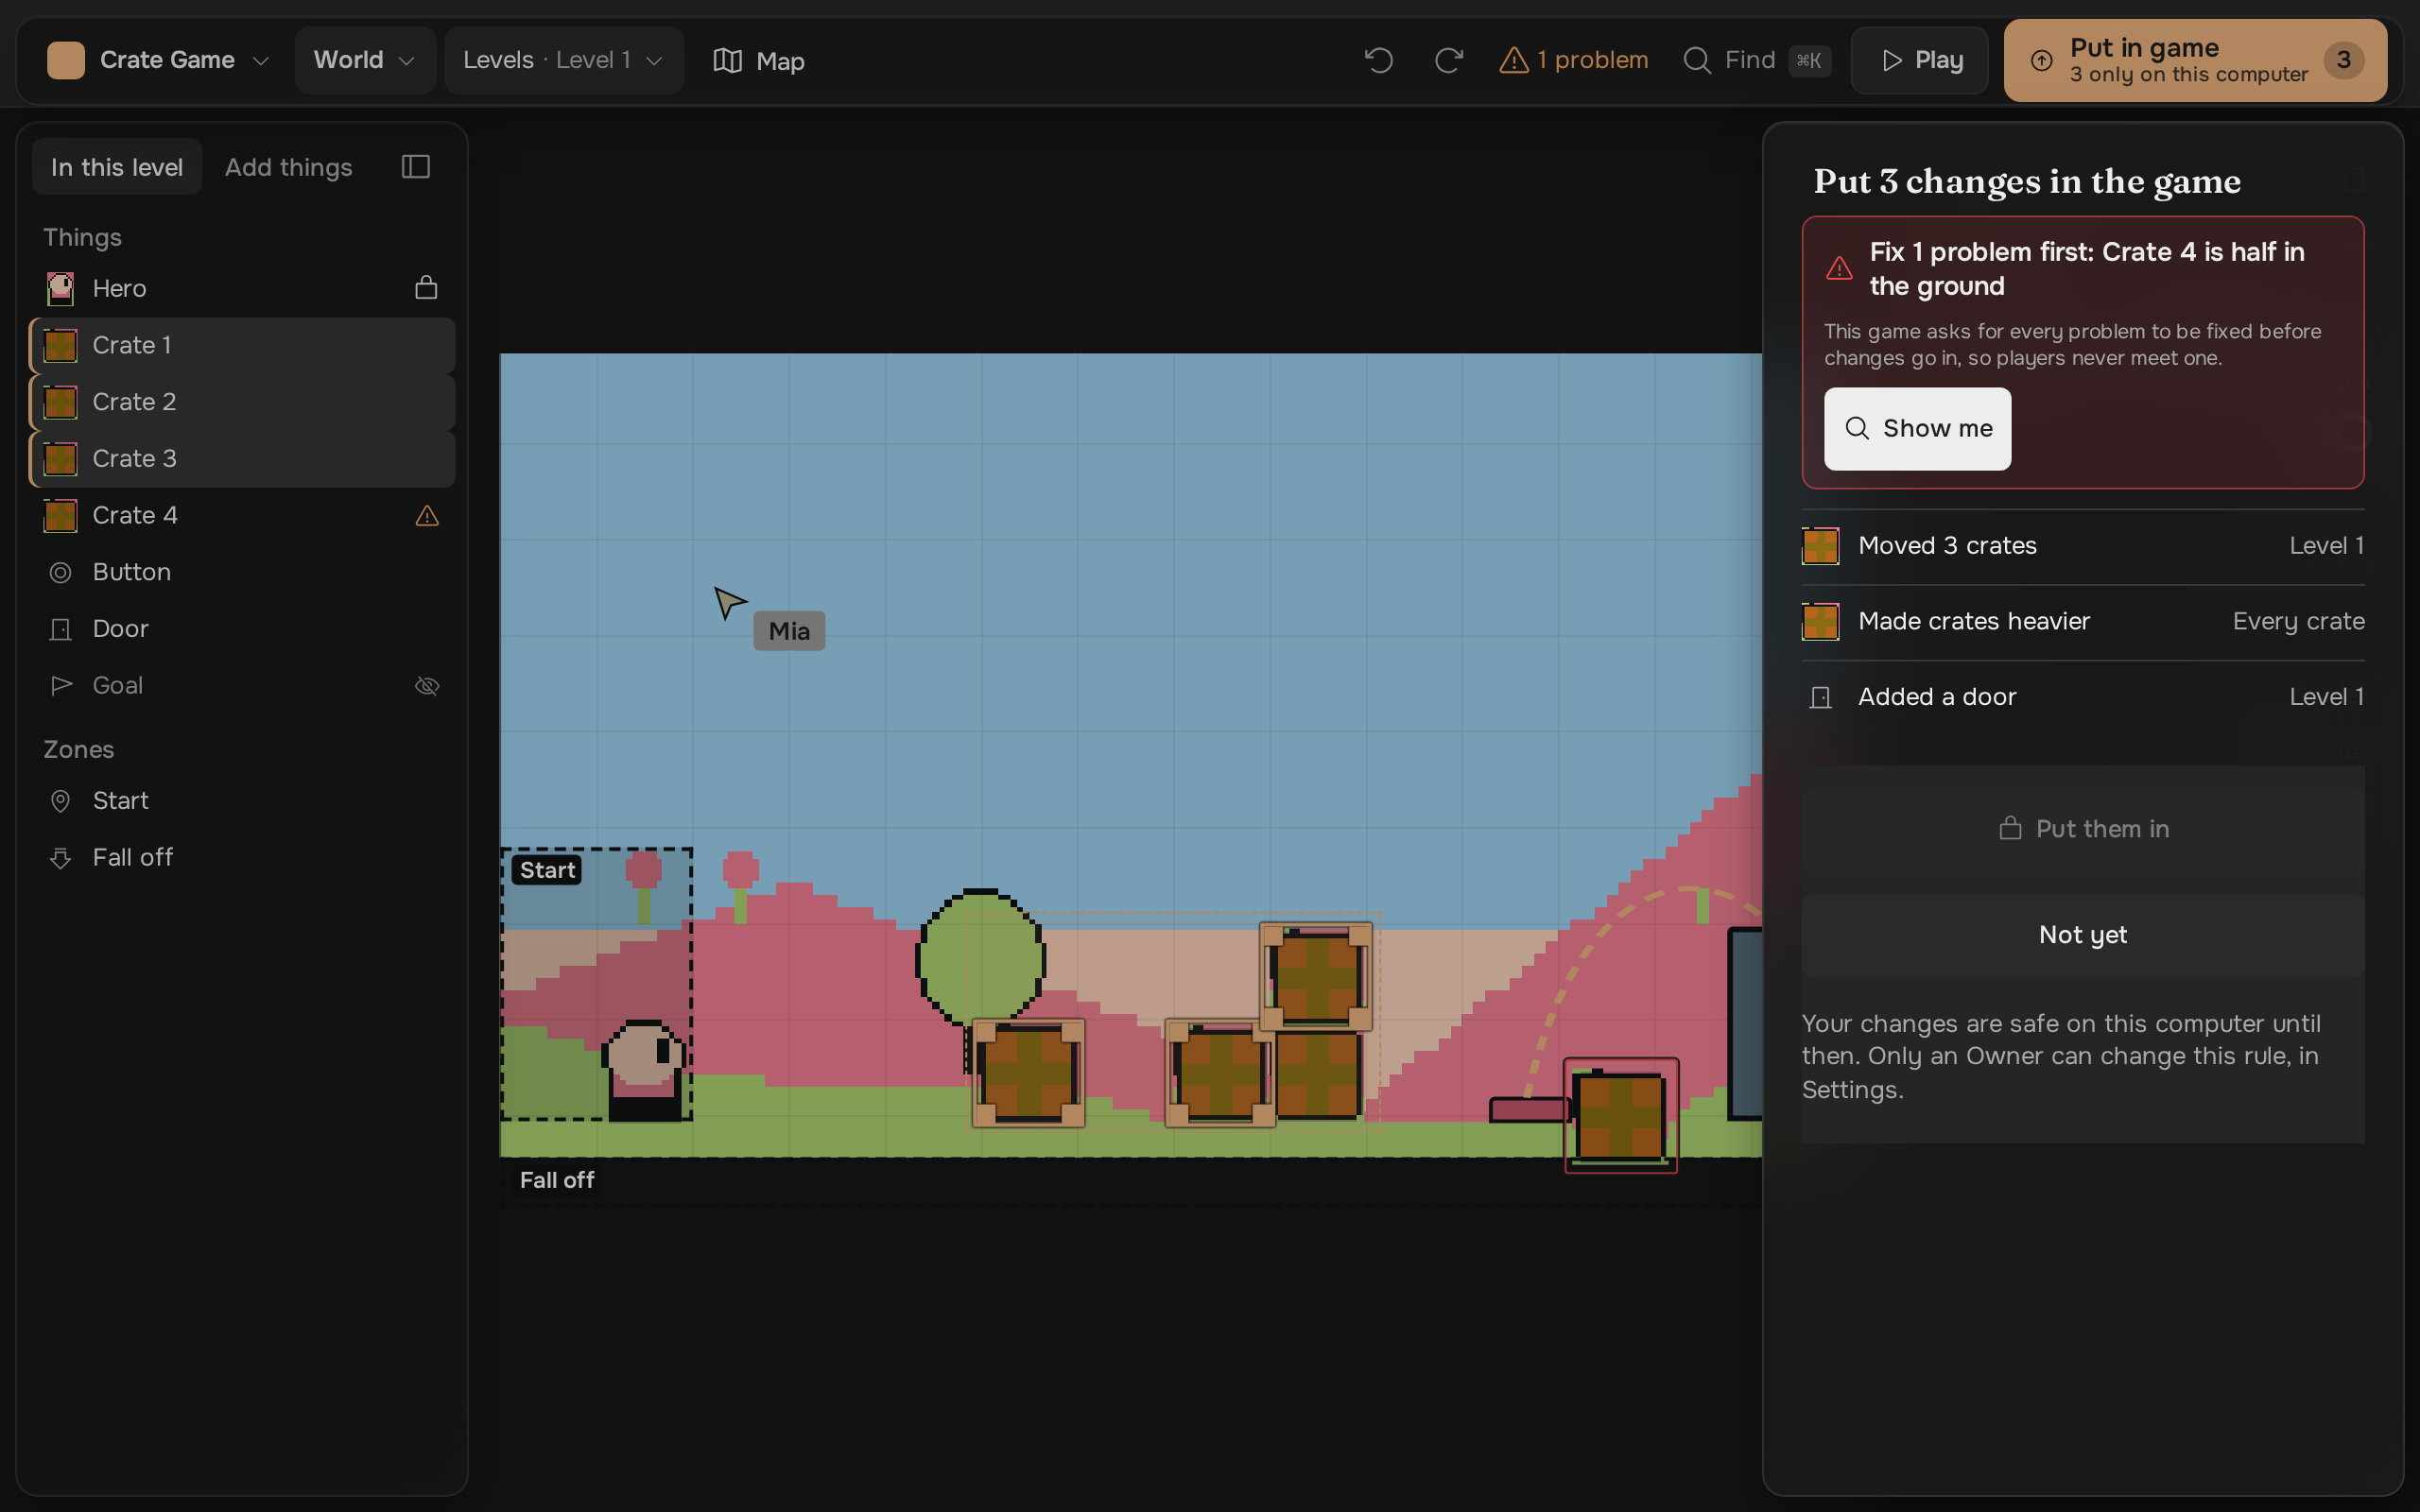 Crate Game
World
Levels · Level 1
Map
1 problem
Find ⌘K
Play
Put in game
3 only on this computer
3
In this level
Add things
Things
Hero
Crate 1
Crate 2
Crate 3
Crate 4
Button
Door
Goal
Zones
Start
Fall off
Mia
Start
Fall off
Put 3 changes in the game
Fix 1 problem first: Crate 4 is half in
the ground
This game asks for every problem to be fixed before
changes go in, so players never meet one.
Show me
Moved 3 crates Level 1
Made crates heavier Every crate
Added a door Level 1
Put them in
Not yet
Your changes are safe on this computer until
then. Only an Owner can change this rule, in
Settings.